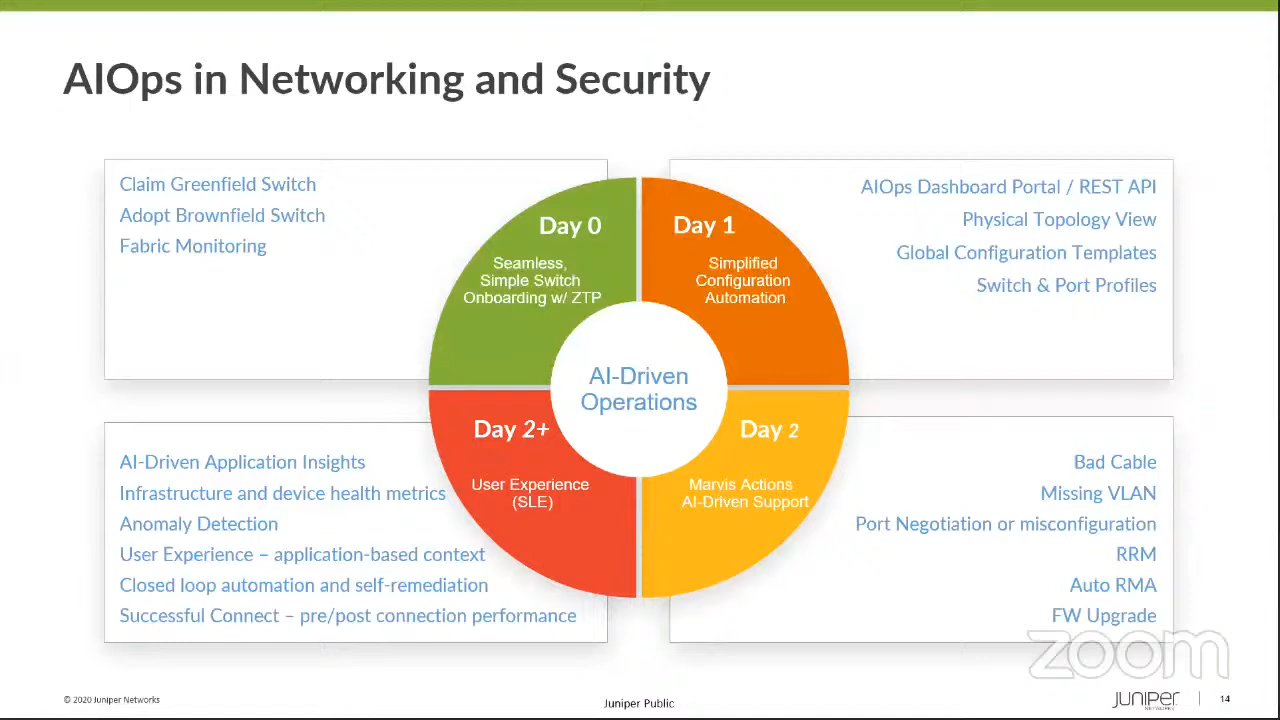 AIOps in Networking and Security
Claim Greenfield Switch
Adopt Brownfield Switch
Fabric Monitoring
Day 0
Seamless,
Simple Switch
Onboarding w/ ZTP
Day 1
Simplified
Configuration
Automation
AIOps Dashboard Portal / REST API
Physical Topology View
Global Configuration Templates
Switch & Port Profiles
AI-Driven
Operations
AI-Driven Application Insights
Infrastructure and device health metrics
Anomaly Detection
User Experience – application-based context
Closed loop automation and self-remediation
Successful Connect – pre/post connection performance
Day 2+
User Experience
(SLE)
Day 2
Marvis Actions
AI-Driven Support
Bad Cable
Missing VLAN
Port Negotiation or misconfiguration
RRM
Auto RMA
FW Upgrade
zoom
© 2020 Juniper Networks
Juniper Public
JUNIPER
NETWORKS
14